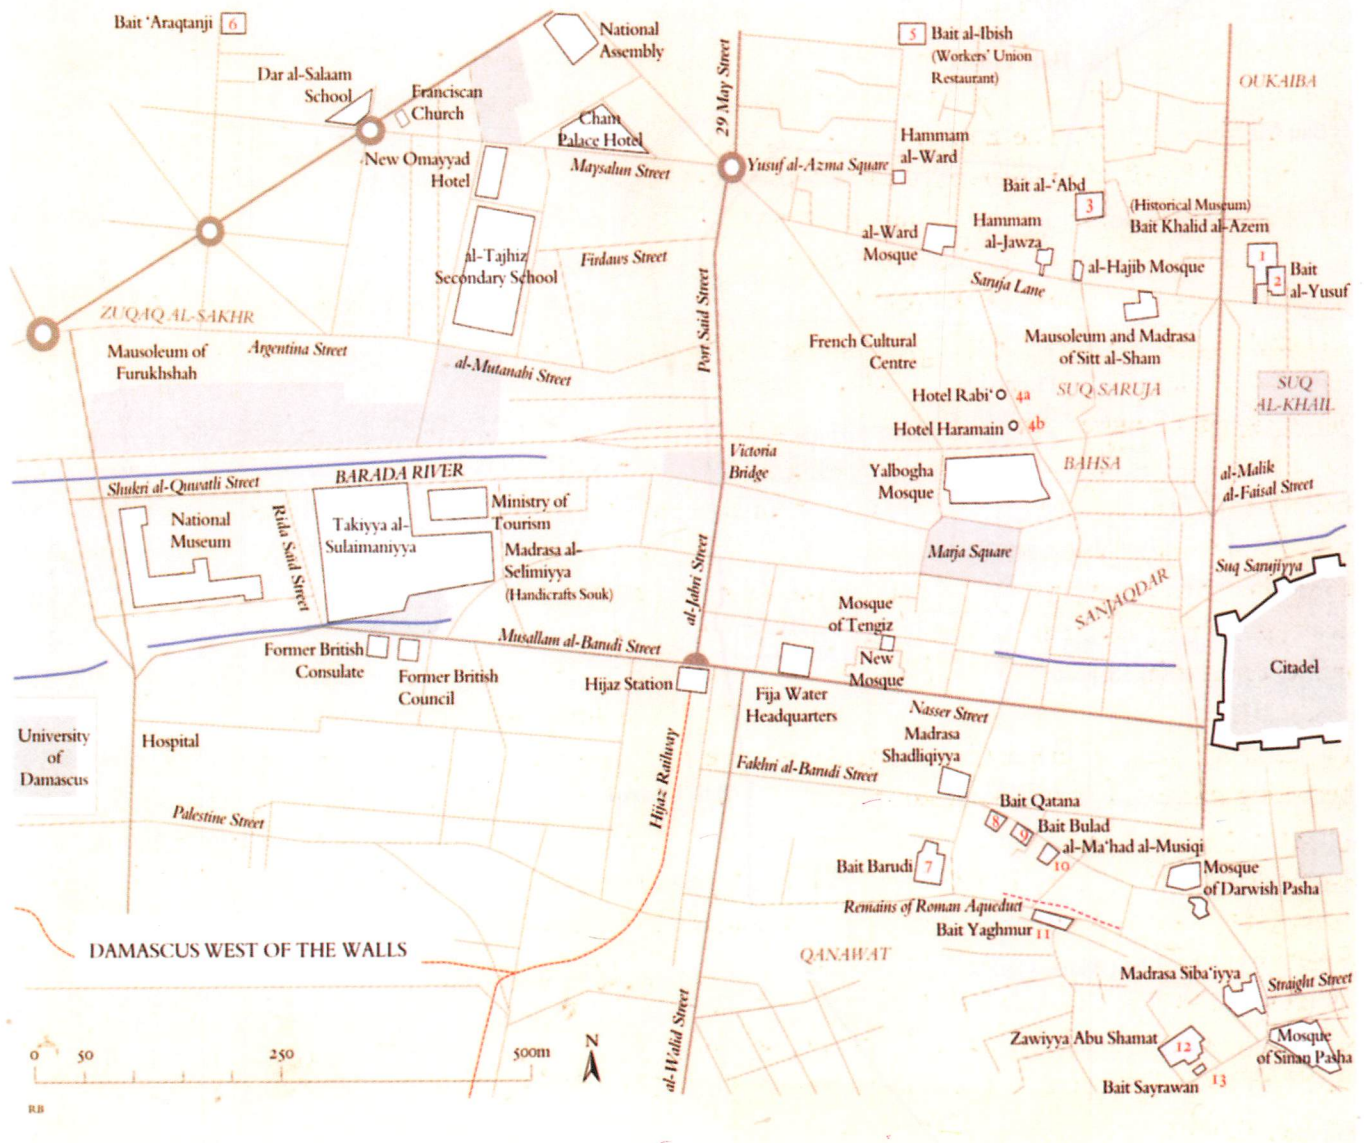 Bait ‘Araqtanji
6
National
Assembly
29 May Street
5
Bait al-Ibish
(Workers’ Union
Restaurant)
OUKAIBA
Dar al-Salaam
School
Franciscan
Church
Cham
Palace Hotel
Hammam
al-Ward
New Omayyad
Hotel
Maysalun Street
Yusuf al-Azma Square
Bait al-‘Abd
3
(Historical Museum)
Bait Khalid al-Azem
al-Ward
Mosque
Hammam
al-Jawza
1
2
Bait
al-Yusuf
al-Tajhiz
Secondary School
Firdaws Street
al-Hajib Mosque
Saruja Lane
Port Said Street
ZUQAQ AL-SAKHR
Argentina Street
Mausoleum of
Furukhshah
al-Mutanabi Street
French Cultural
Centre
Mausoleum and Madrasa
of Sitt al-Sham
SUQ SARUJA
SUQ
AL-KHAIL
Hotel Rabi‘
4a
Hotel Haramain
4b
Victoria
Bridge
Yalbogha
Mosque
BAHSA
al-Malik
al-Faisal Street
BARADA RIVER
Shukri al-Quwatli Street
National
Museum
Rida Said Street
Takiyya al-
Sulaimaniyya
Ministry of
Tourism
Madrasa al-
Selimiyya
(Handicrafts Souk)
al-Jabri Street
Marja Square
Suq Sarujiyya
SANJAQDAR
Mosque
of Tengiz
New
Mosque
Citadel
Musallam al-Barudi Street
Former British
Consulate
Former British
Council
Hijaz Station
Fija Water
Headquarters
Nasser Street
University
of
Damascus
Hospital
Hijaz Railway
Madrasa
Shadliqiyya
Fakhri al-Barudi Street
Palestine Street
Bait Qatana
8
9
Bait Bulad
al-Ma‘had al-Musiqi
10
Bait Barudi
7
Mosque
of Darwish Pasha
Remains of Roman Aqueduct
Bait Yaghmur
11
DAMASCUS WEST OF THE WALLS
QANAWAT
Madrasa Siba‘iyya
Straight Street
al-Walid Street
Zawiyya Abu Shamat
12
Mosque
of Sinan Pasha
13
Bait Sayrawan
0
50
250
500m
N
RB